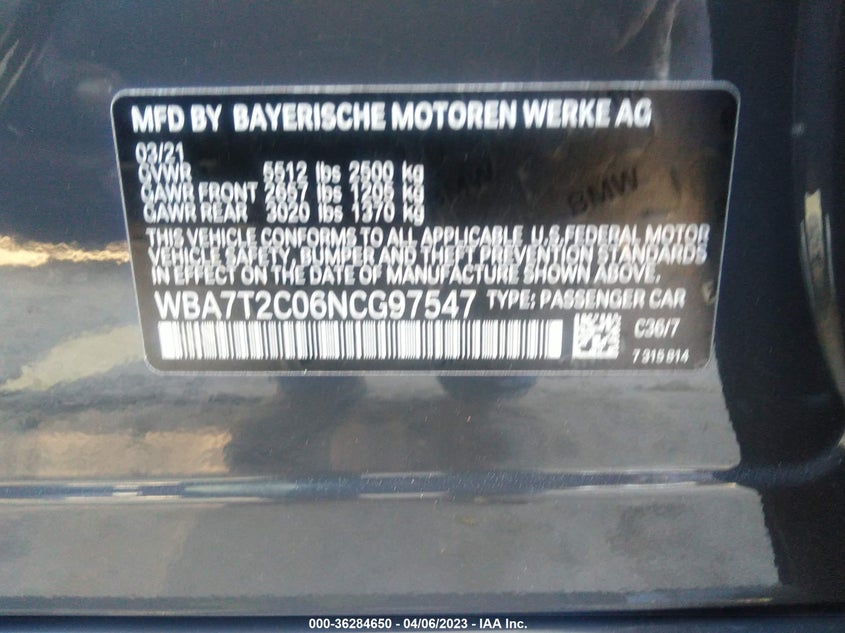 MFD BY BAYERISCHE MOTOREN WERKE AG
03/21
GVWR 5512 lbs 2500 kg
GAWR FRONT 2667 lbs 1205 kg
GAWR REAR 3020 lbs 1370 kg
THIS VEHICLE CONFORMS TO ALL APPLICABLE U.S.FEDERAL MOTOR
VEHICLE SAFETY, BUMPER AND THEFT PREVENTION STANDARDS
IN EFFECT ON THE DATE OF MANUFACTURE SHOWN ABOVE.
WBA7T2C06NCG97547 TYPE: PASSENGER CAR
C36/7
7 315 814
BMW
000-36284650 - 04/06/2023 - IAA Inc.